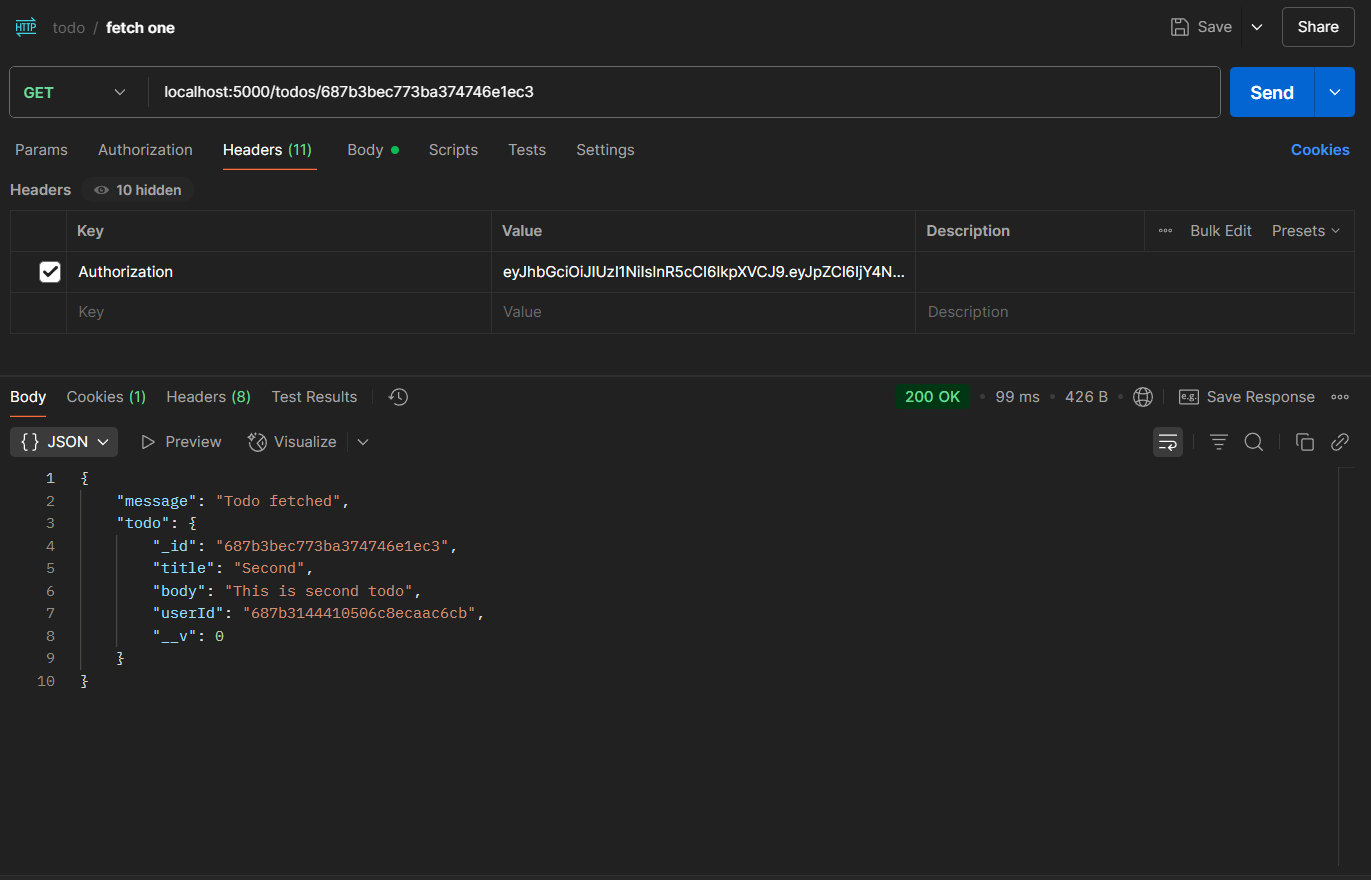 HTTP todo / fetch one Save Share
GET localhost:5000/todos/687b3bec773ba374746e1ec3 Send
Params Authorization Headers (11) Body Scripts Tests Settings Cookies
Headers 10 hidden
Key Value Description Bulk Edit Presets
Authorization eyJhbGciOiJIUzI1NiIsInR5cCI6IkpXVCJ9.eyJpZCI6IjY4N...
Key Value Description
Body Cookies (1) Headers (8) Test Results 200 OK 99 ms 426 B e.g. Save Response
{} JSON Preview Visualize
1 {
2 "message": "Todo fetched",
3 "todo": {
4 "_id": "687b3bec773ba374746e1ec3",
5 "title": "Second",
6 "body": "This is second todo",
7 "userId": "687b3144410506c8ecaac6cb",
8 "__v": 0
9 }
10 }